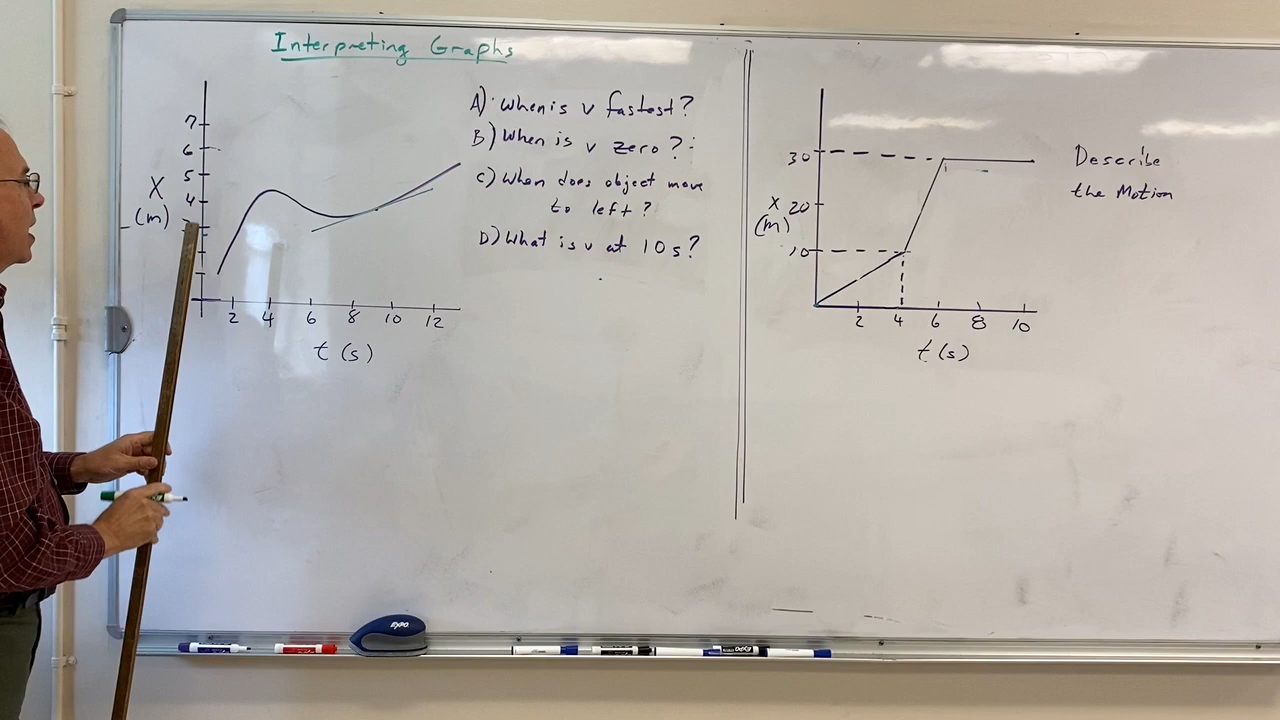 Interpreting Graphs
7
6
5
4
X
(m)
2 4 6 8 10 12
t (s)
A) When is v fastest?
B) When is v zero?
C) When does object move
to left?
D) What is v at 10 s?
30
20
10
X
(m)
2 4 6 8 10
t (s)
Describe
the Motion
EXPO